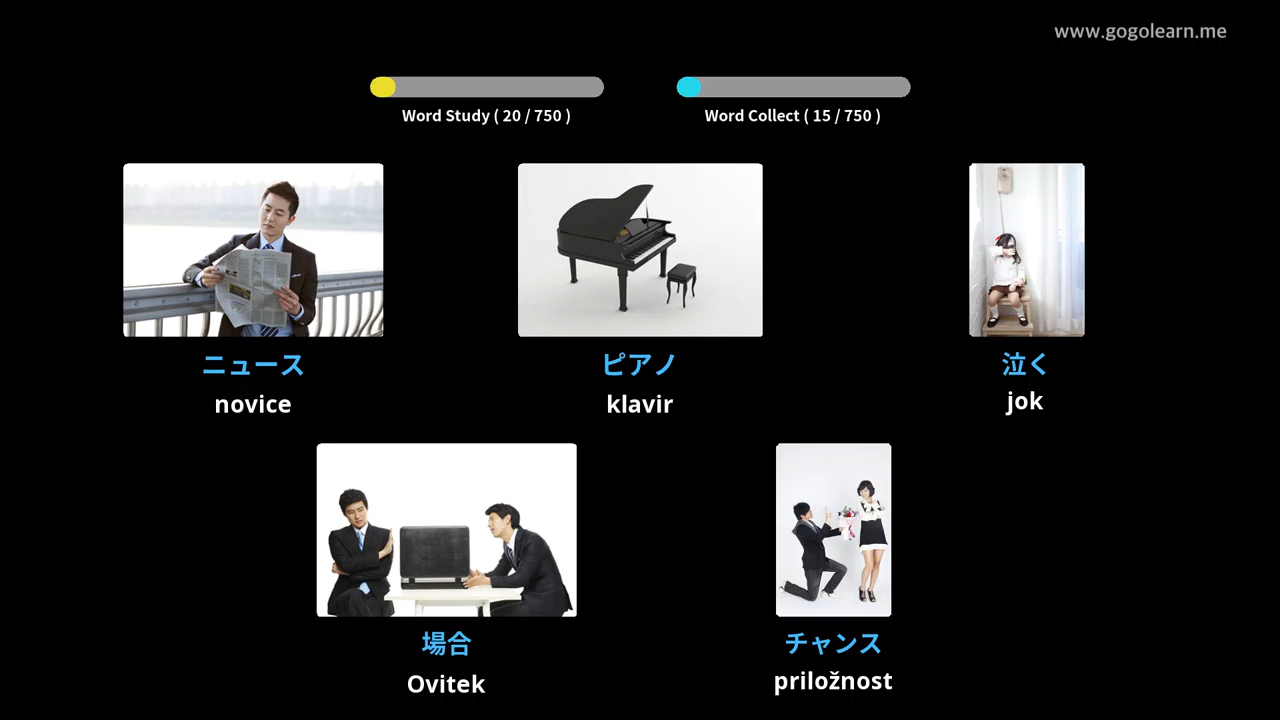 www.gogolearn.me
Word Study ( 20 / 750 )
Word Collect ( 15 / 750 )
ニュース
novice
ピアノ
klavir
泣く
jok
場合
Ovitek
チャンス
priložnost